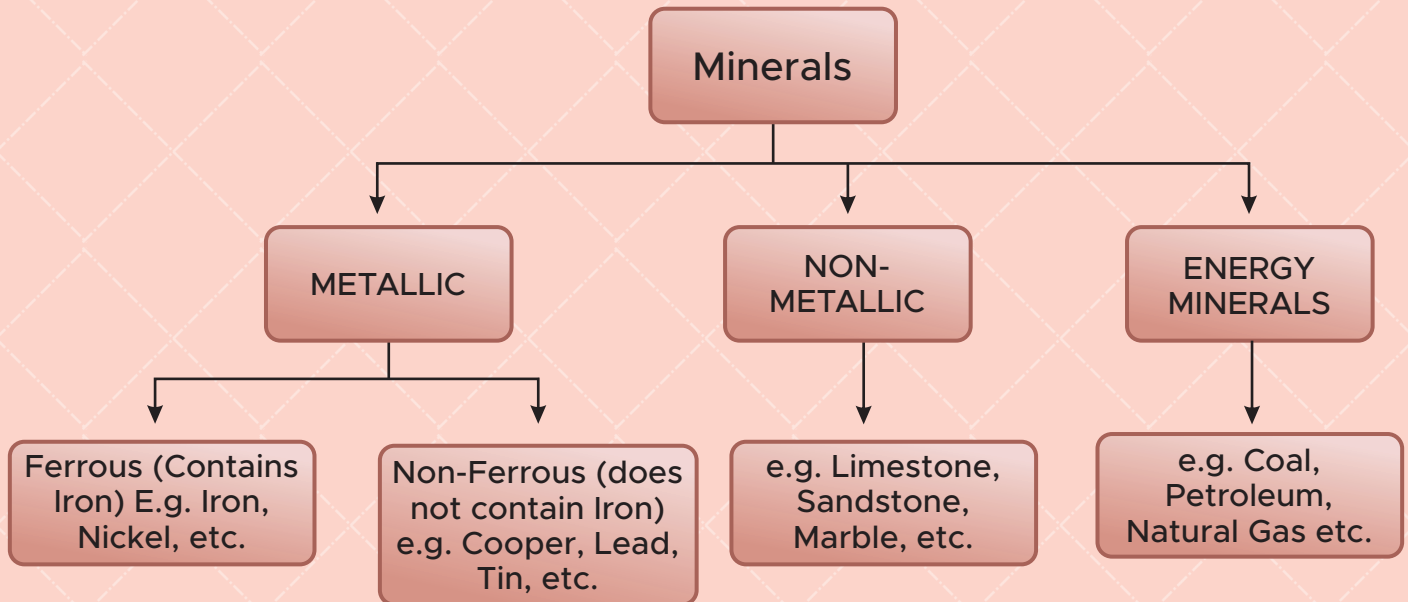 Minerals
METALLIC
NON-
METALLIC
ENERGY
MINERALS
Ferrous (Contains
Iron) E.g. Iron,
Nickel, etc.
Non-Ferrous (does
not contain Iron)
e.g. Cooper, Lead,
Tin, etc.
e.g. Limestone,
Sandstone,
Marble, etc.
e.g. Coal,
Petroleum,
Natural Gas etc.